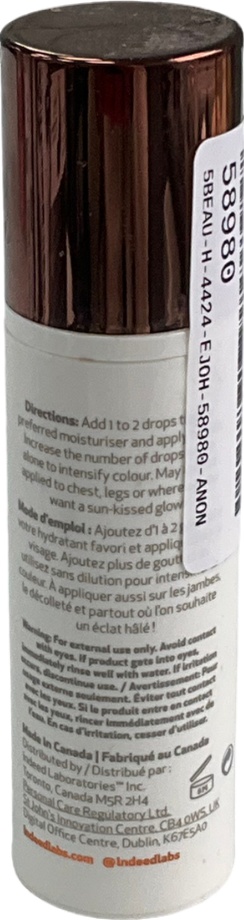 58980
5BEAU-H-4424-EJOH-58980-ANON
Directions: Add 1 to 2 drops t
preferred moisturiser and apply
Increase the number of drops
alone to intensify colour. May
applied to chest, legs or where
want a sun-kissed glow
Mode d'emploi : Ajoutez d'1 à 2
votre hydratant favori et appliqu
visage. Ajoutez plus de gout
utilisez sans dilution pour inten
couleur. À appliquer aussi sur les jambes,
le décolleté et partout où l'on souhaite
un éclat hâlé !
Warning: For external use only. Avoid contact
with eyes. If product gets into eyes,
immediately rinse well with water. If irritation
occurs, discontinue use. / Avertissement: Pour
usage externe seulement. Éviter tout contact
avec les yeux. Si le produit entre en contact
avec les yeux, rincer immédiatement avec de
l'eau. En cas d'irritation, cesser d'utiliser.
Made in Canada | Fabriqué au Canada
Distributed by / Distribué par :
Indeed Laboratories™ Inc.
Toronto, Canada M5R 2H4
Personal Care Regulatory Ltd.
St John's Innovation Centre, CB4 0WS, UK
Digital Office Centre, Dublin, K67E5A0
indeedlabs.com @indeedlabs